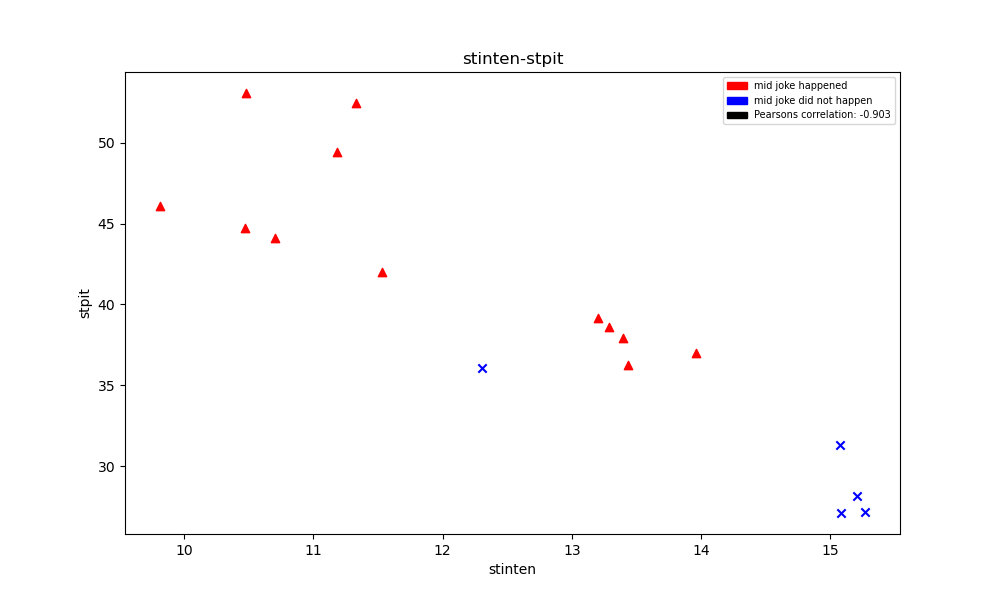 stinten-stpit
mid joke happened
mid joke did not happen
Pearsons correlation: -0.903
50
45
40
35
30
stpit
10 11 12 13 14 15
stinten